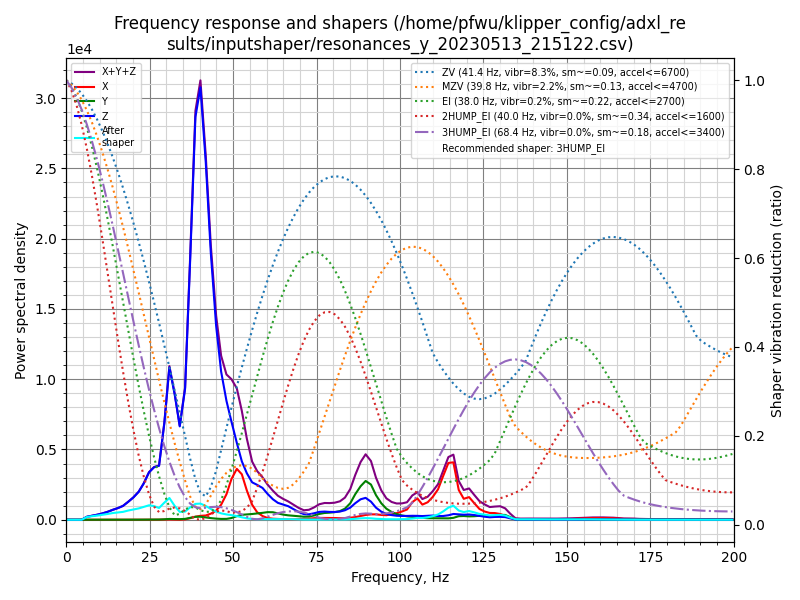 Frequency response and shapers (/home/pfwu/klipper_config/adxl_re
sults/inputshaper/resonances_y_20230513_215122.csv)
1e4
X+Y+Z
X
Y
Z
After
shaper
ZV (41.4 Hz, vibr=8.3%, sm~=0.09, accel<=6700)
MZV (39.8 Hz, vibr=2.2%, sm~=0.13, accel<=4700)
EI (38.0 Hz, vibr=0.2%, sm~=0.22, accel<=2700)
2HUMP_EI (40.0 Hz, vibr=0.0%, sm~=0.34, accel<=1600)
3HUMP_EI (68.4 Hz, vibr=0.0%, sm~=0.18, accel<=3400)
Recommended shaper: 3HUMP_EI
Power spectral density
3.0
2.5
2.0
1.5
1.0
0.5
0.0
1.0
0.8
0.6
0.4
0.2
0.0
Shaper vibration reduction (ratio)
0 25 50 75 100 125 150 175 200
Frequency, Hz